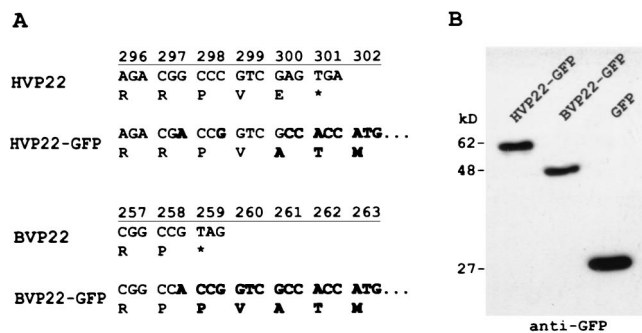 A
296 297 298 299 300 301 302
HVP22
AGA CGG CCC GTC GAG TGA
R R P V E *
HVP22-GFP
AGA CGA CCG GTC GCC ACC ATG...
R R P V A T M
257 258 259 260 261 262 263
BVP22
CGG CCG TAG
R P *
BVP22-GFP
CGG CCA CCG GTC GCC ACC ATG...
R P P V A T M
B
HVP22-GFP
BVP22-GFP
GFP
kD
62-
48-
27-
anti-GFP